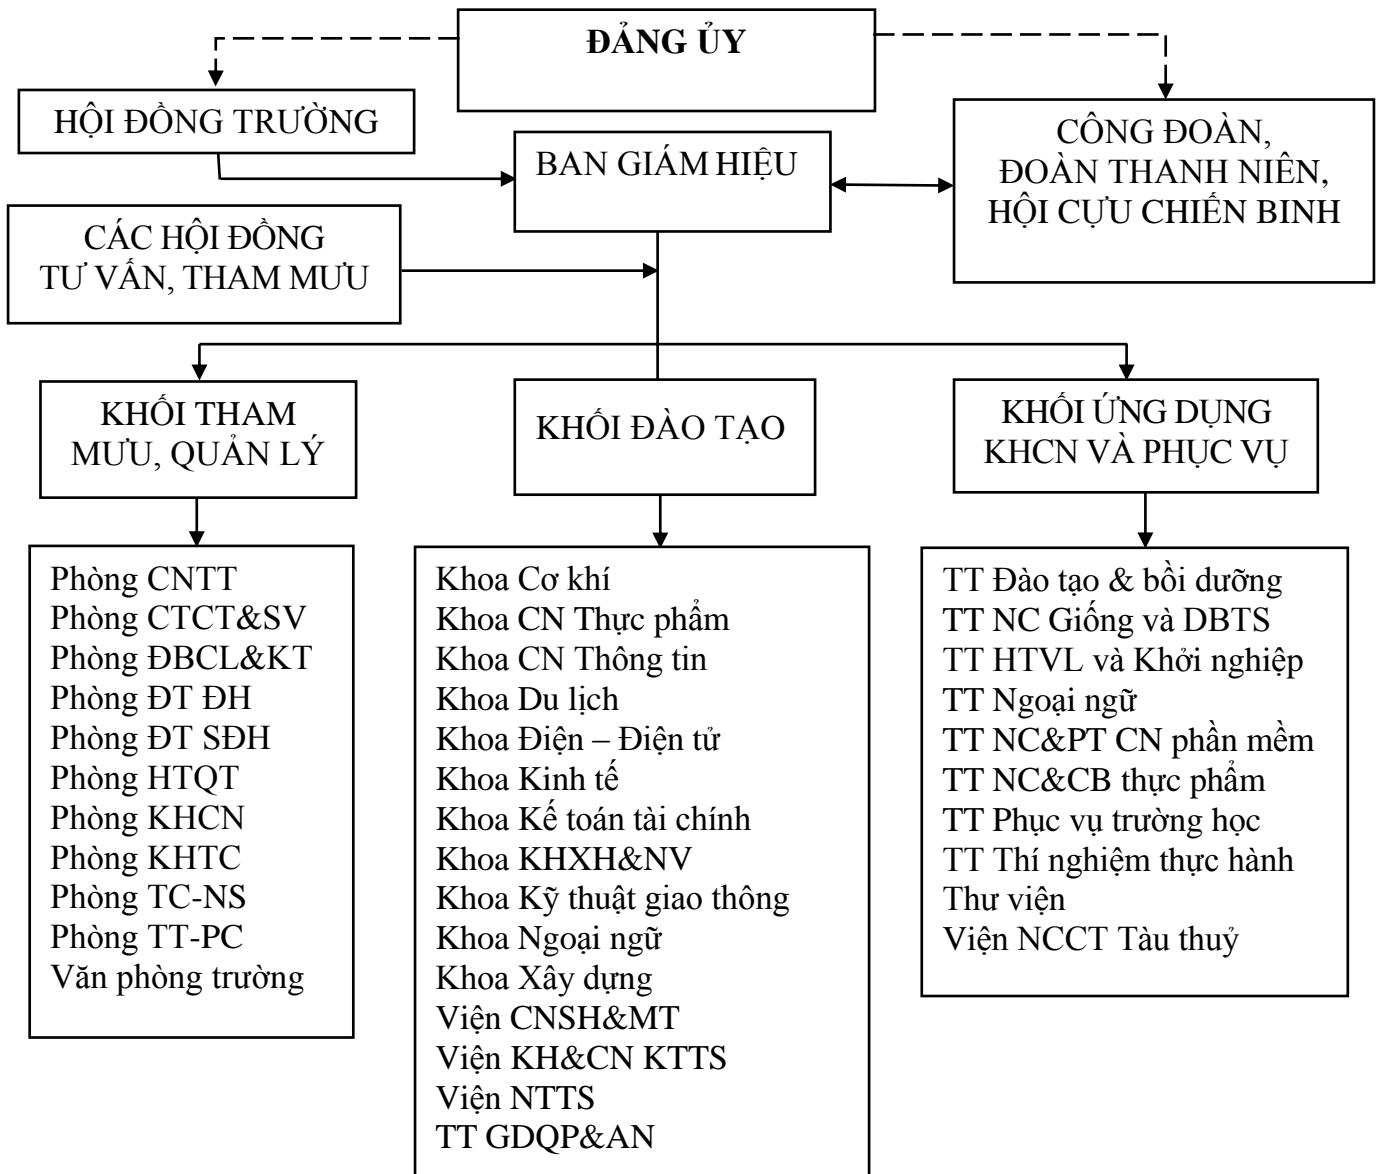 ĐẢNG ỦY
HỘI ĐỒNG TRƯỜNG
BAN GIÁM HIỆU
CÔNG ĐOÀN,
ĐOÀN THANH NIÊN,
HỘI CỰU CHIẾN BINH
CÁC HỘI ĐỒNG
TƯ VẤN, THAM MƯU
KHỐI THAM
MƯU, QUẢN LÝ
KHỐI ĐÀO TẠO
KHỐI ỨNG DỤNG
KHCN VÀ PHỤC VỤ
Phòng CNTT
Phòng CTCT&SV
Phòng ĐBCL&KT
Phòng ĐT ĐH
Phòng ĐT SĐH
Phòng HTQT
Phòng KHCN
Phòng KHTC
Phòng TC-NS
Phòng TT-PC
Văn phòng trường
Khoa Cơ khí
Khoa CN Thực phẩm
Khoa CN Thông tin
Khoa Du lịch
Khoa Điện – Điện tử
Khoa Kinh tế
Khoa Kế toán tài chính
Khoa KHXH&NV
Khoa Kỹ thuật giao thông
Khoa Ngoại ngữ
Khoa Xây dựng
Viện CNSH&MT
Viện KH&CN KTTS
Viện NTTS
TT GDQP&AN
TT Đào tạo & bồi dưỡng
TT NC Giống và DBTS
TT HTVL và Khởi nghiệp
TT Ngoại ngữ
TT NC&PT CN phần mềm
TT NC&CB thực phẩm
TT Phục vụ trường học
TT Thí nghiệm thực hành
Thư viện
Viện NCCT Tàu thuỷ